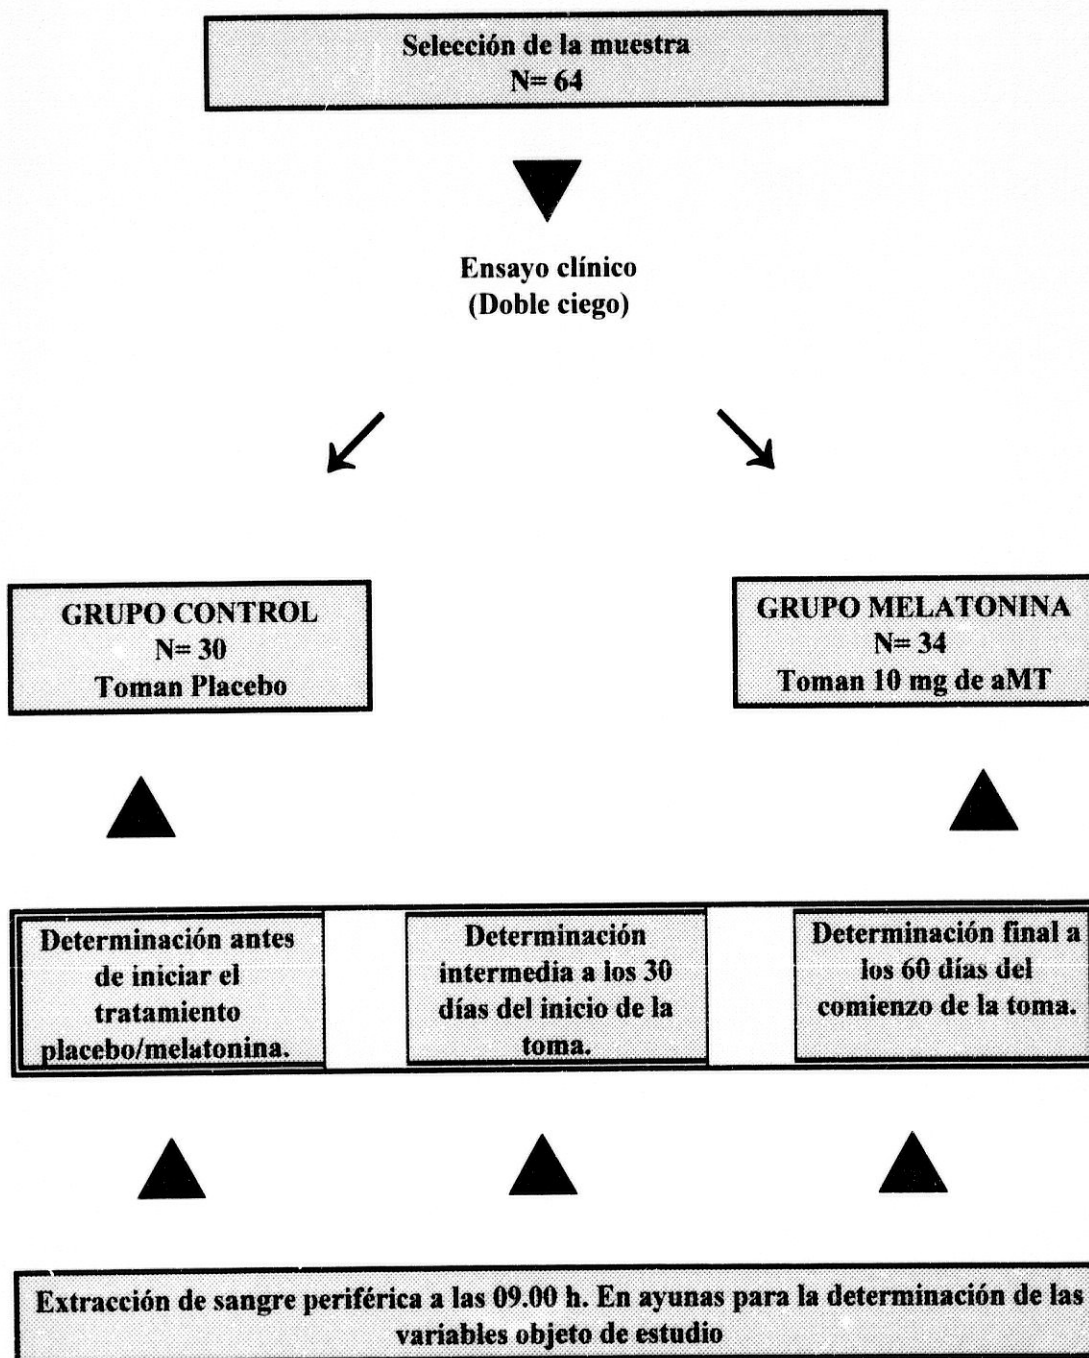 Selección de la muestra
N= 64
Ensayo clínico
(Doble ciego)
GRUPO CONTROL
N= 30
Toman Placebo
GRUPO MELATONINA
N= 34
Toman 10 mg de aMT
Determinación antes
de iniciar el
tratamiento
placebo/melatonina.
Determinación
intermedia a los 30
días del inicio de la
toma.
Determinación final a
los 60 días del
comienzo de la toma.
Extracción de sangre periférica a las 09.00 h. En ayunas para la determinación de las
variables objeto de estudio